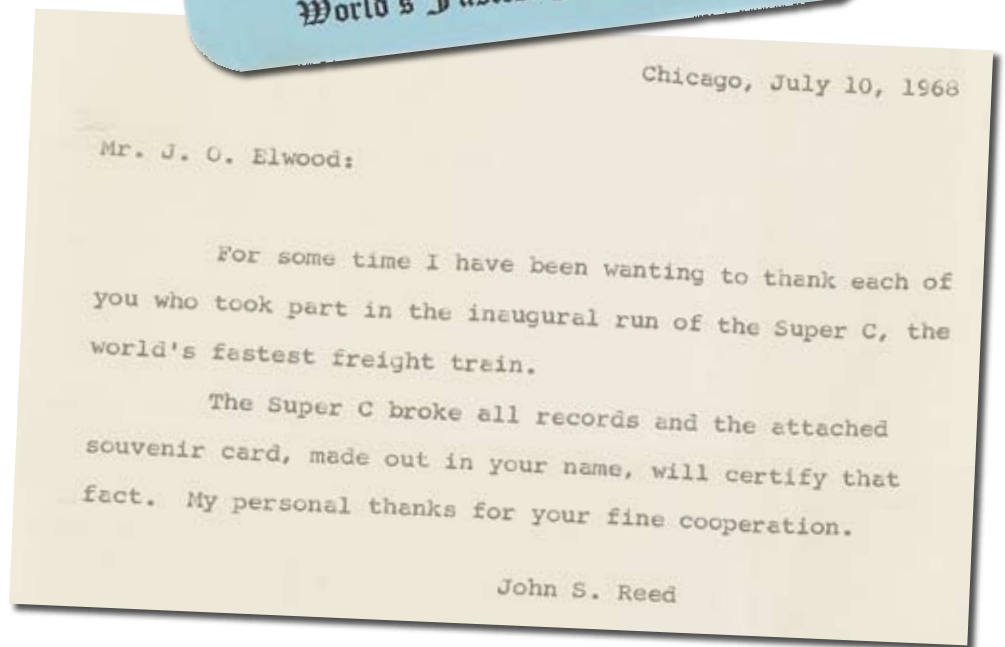 World's
Chicago, July 10, 1968
Mr. J. O. Elwood:
For some time I have been wanting to thank each of
you who took part in the inaugural run of the Super C, the
world's fastest freight train.
The Super C broke all records and the attached
souvenir card, made out in your name, will certify that
fact. My personal thanks for your fine cooperation.
John S. Reed